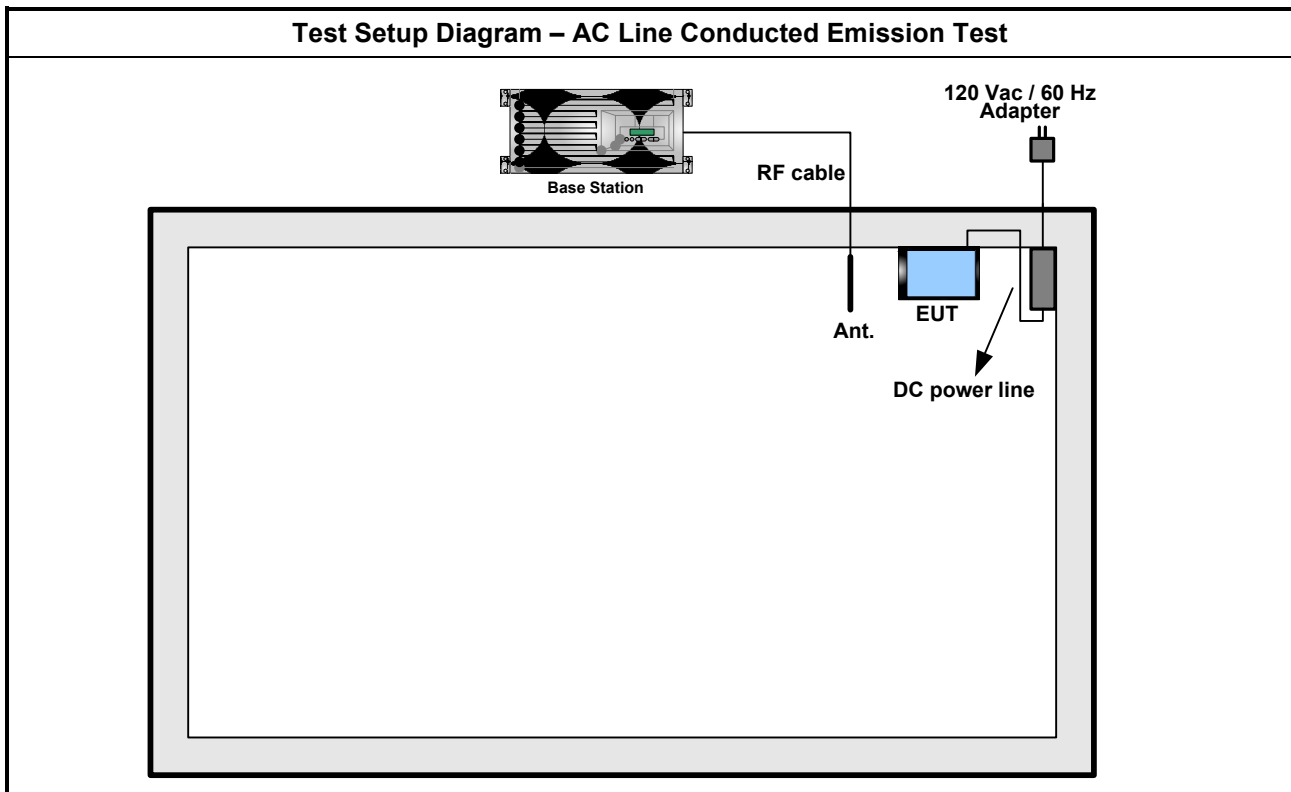 Test Setup Diagram – AC Line Conducted Emission Test
120 Vac / 60 Hz
Adapter
RF cable
Base Station
EUT
Ant.
DC power line